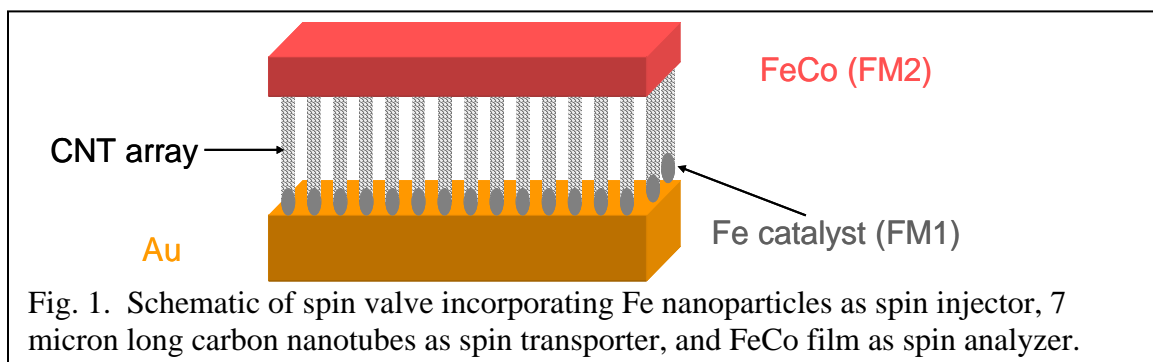 FeCo (FM2)
CNT array
Fe catalyst (FM1)
Au
Fig. 1.  Schematic of spin valve incorporating Fe nanoparticles as spin injector, 7
micron long carbon nanotubes as spin transporter, and FeCo film as spin analyzer.